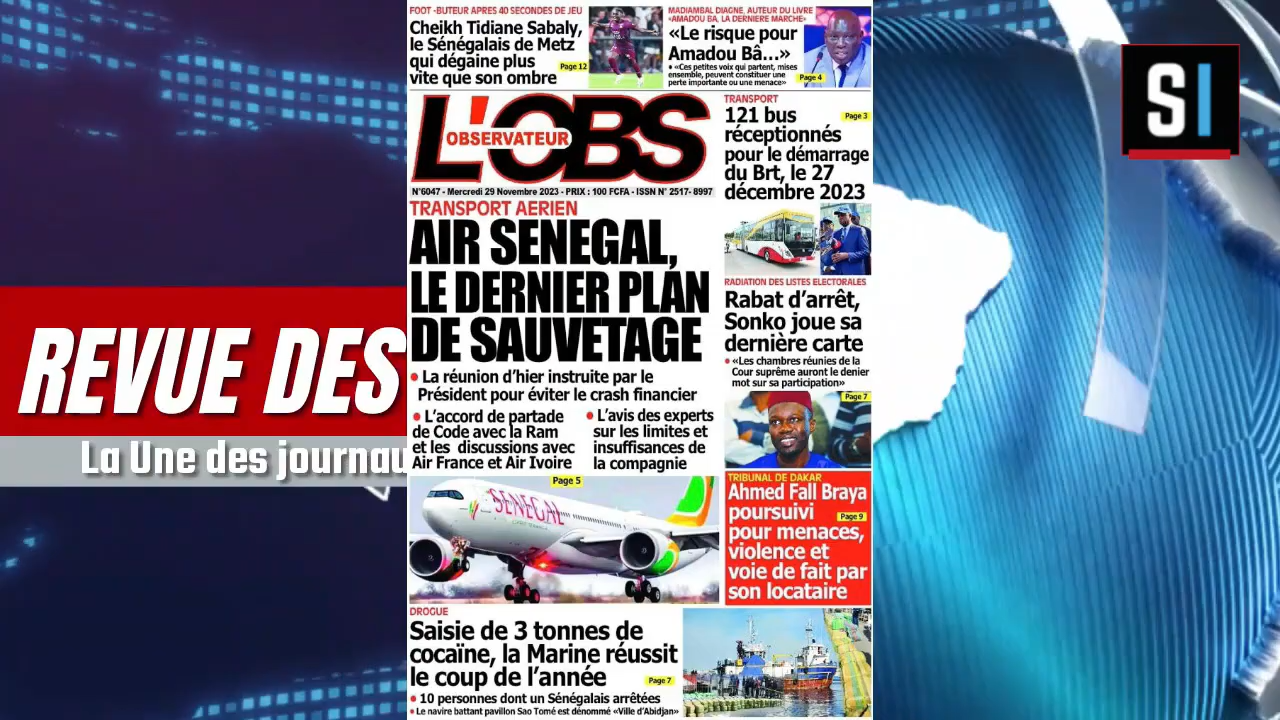 FOOT -BUTEUR APRES 40 SECONDES DE JEU
Cheikh Tidiane Sabaly,
le Sénégalais de Metz
qui dégaine plus
vite que son ombre
Page 12
MADIAMBAL DIAGNE, AUTEUR DU LIVRE
«AMADOU BA, LA DERNIERE MARCHE»
«Le risque pour
Amadou Bâ...»
• «Ces petites voix qui partent, mises
ensemble, peuvent constituer une
perte importante ou une menace»
Page 4
L'OBS
OBSERVATEUR
N°6047 - Mercredi 29 Novembre 2023 - PRIX : 100 FCFA - ISSN N° 2517- 8997
TRANSPORT
121 bus
Page 3
réceptionnés
pour le démarrage
du Brt, le 27
décembre 2023
TRANSPORT AERIEN
AIR SENEGAL,
LE DERNIER PLAN
DE SAUVETAGE
• La réunion d'hier instruite par le
Président pour éviter le crash financier
• L'accord de partade
de Code avec la Ram
et les discussions avec
Air France et Air Ivoire
• L'avis des experts
sur les limites et
insuffisances de
la compagnie
Page 5
SENEGAL
RADIATION DES LISTES ELECTORALES
Rabat d'arrêt,
Sonko joue sa
dernière carte
• «Les chambres réunies de la
Cour suprême auront le denier
mot sur sa participation»
Page 7
TRIBUNAL DE DAKAR
Ahmed Fall Braya
poursuivi
Page 9
pour menaces,
violence et
voie de fait par
son locataire
DROGUE
Saisie de 3 tonnes de
cocaïne, la Marine réussit
le coup de l'année
Page 7
• 10 personnes dont un Sénégalais arrêtées
• Le navire battant pavillon Sao Tomé est dénommé «Ville d'Abidjan»
REVUE DES
La Une des journau
SI